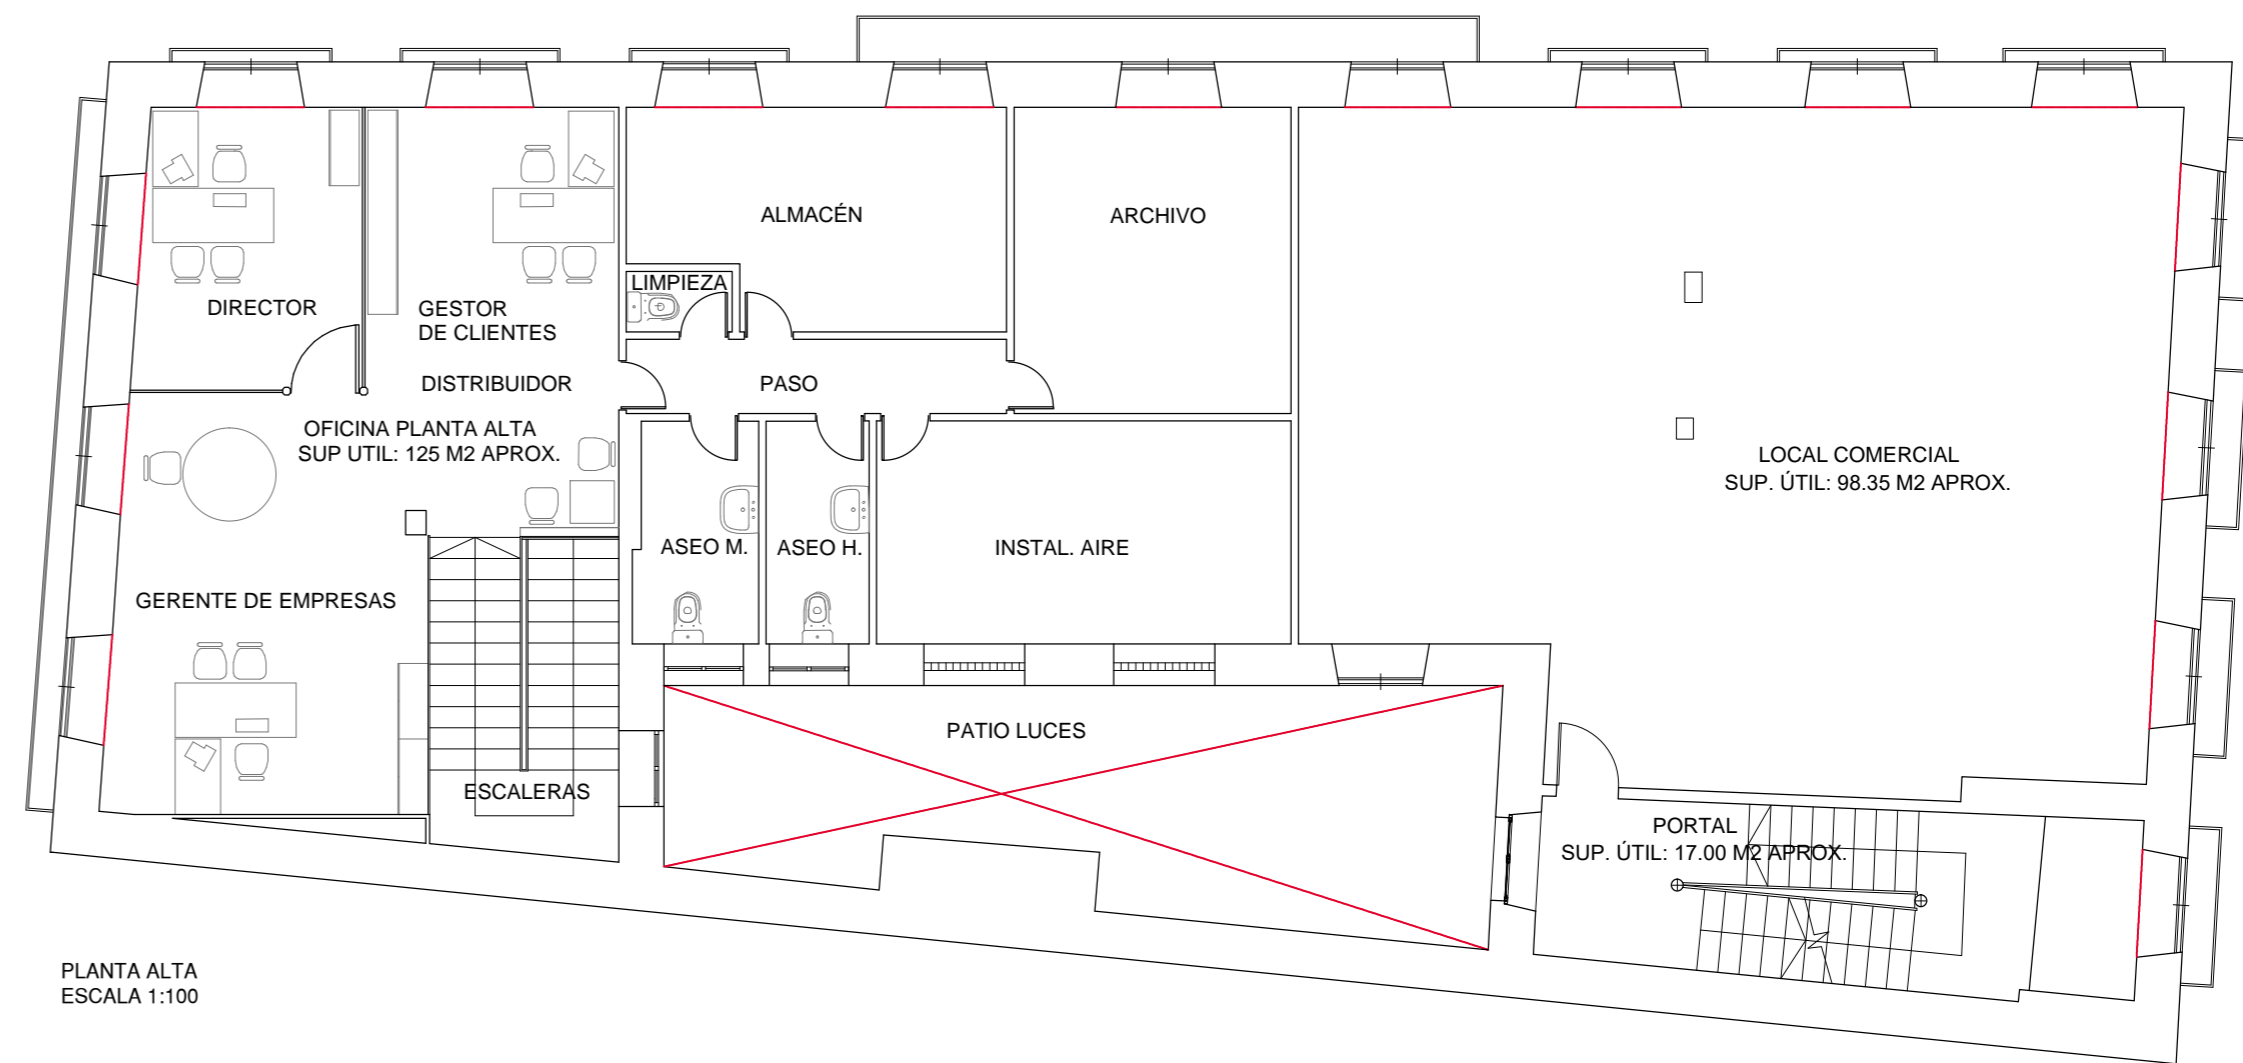 ALMACÉN
ARCHIVO
LIMPIEZA
DIRECTOR
GESTOR
DE CLIENTES
DISTRIBUIDOR
PASO
OFICINA PLANTA ALTA
SUP UTIL: 125 M2 APROX.
LOCAL COMERCIAL
SUP. ÚTIL: 98.35 M2 APROX.
ASEO M.
ASEO H.
INSTAL. AIRE
GERENTE DE EMPRESAS
PATIO LUCES
ESCALERAS
PORTAL
SUP. ÚTIL: 17.00 M2 APROX.
PLANTA ALTA
ESCALA 1:100